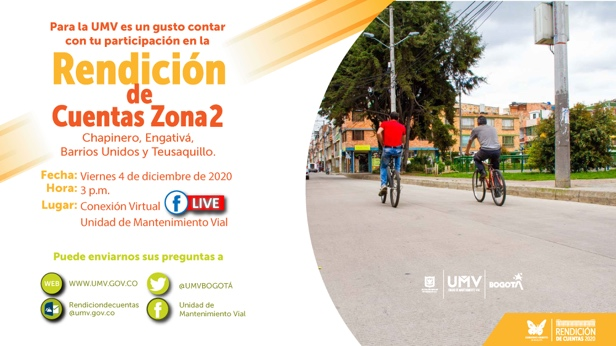 Para la UMV es un gusto contar
con tu participación en la
Rendición
de
Cuentas Zona2
Chapinero, Engativá,
Barrios Unidos y Teusaquillo.
Fecha: Viernes 4 de diciembre de 2020
Hora: 3 p.m.
Lugar: Conexión Virtual f LIVE
Unidad de Mantenimiento Vial
Puede enviarnos sus preguntas a
WEB WWW.UMV.GOV.CO
@UMVBOGOTÁ
Rendiciondecuentas
@umv.gov.co
Unidad de
Mantenimiento Vial
UMV
BOGOTÁ
RENDICIÓN
DE CUENTAS 2020